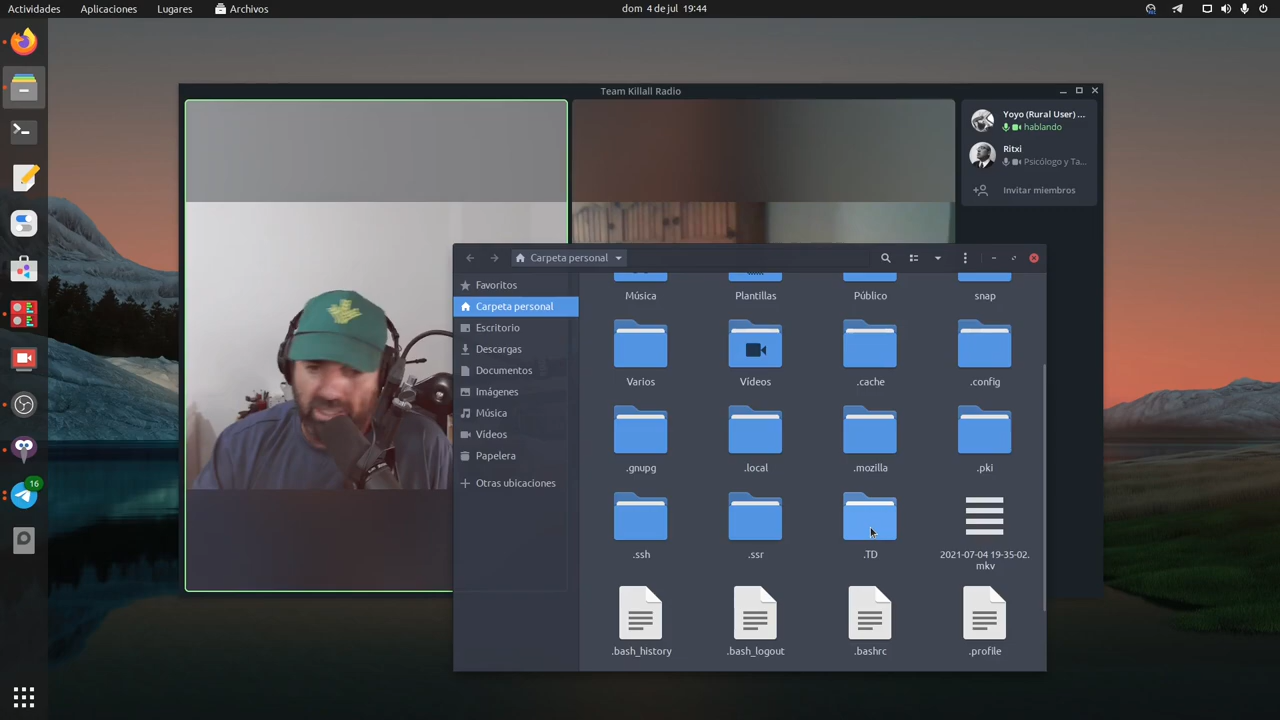 Actividades
Aplicaciones
Lugares
Archivos
dom 4 de jul 19:44
Team Killall Radio
Yoyo (Rural User) ...
hablando
Ritxi
Psicólogo y Ta...
Invitar miembros
Carpeta personal
Favoritos
Carpeta personal
Escritorio
Descargas
Documentos
Imágenes
Música
Vídeos
Papelera
Otras ubicaciones
Música
Plantillas
Público
snap
Varios
Vídeos
.cache
.config
.gnupg
.local
.mozilla
.pki
.ssh
.ssr
.TD
2021-07-04 19-35-02.
mkv
.bash_history
.bash_logout
.bashrc
.profile
16